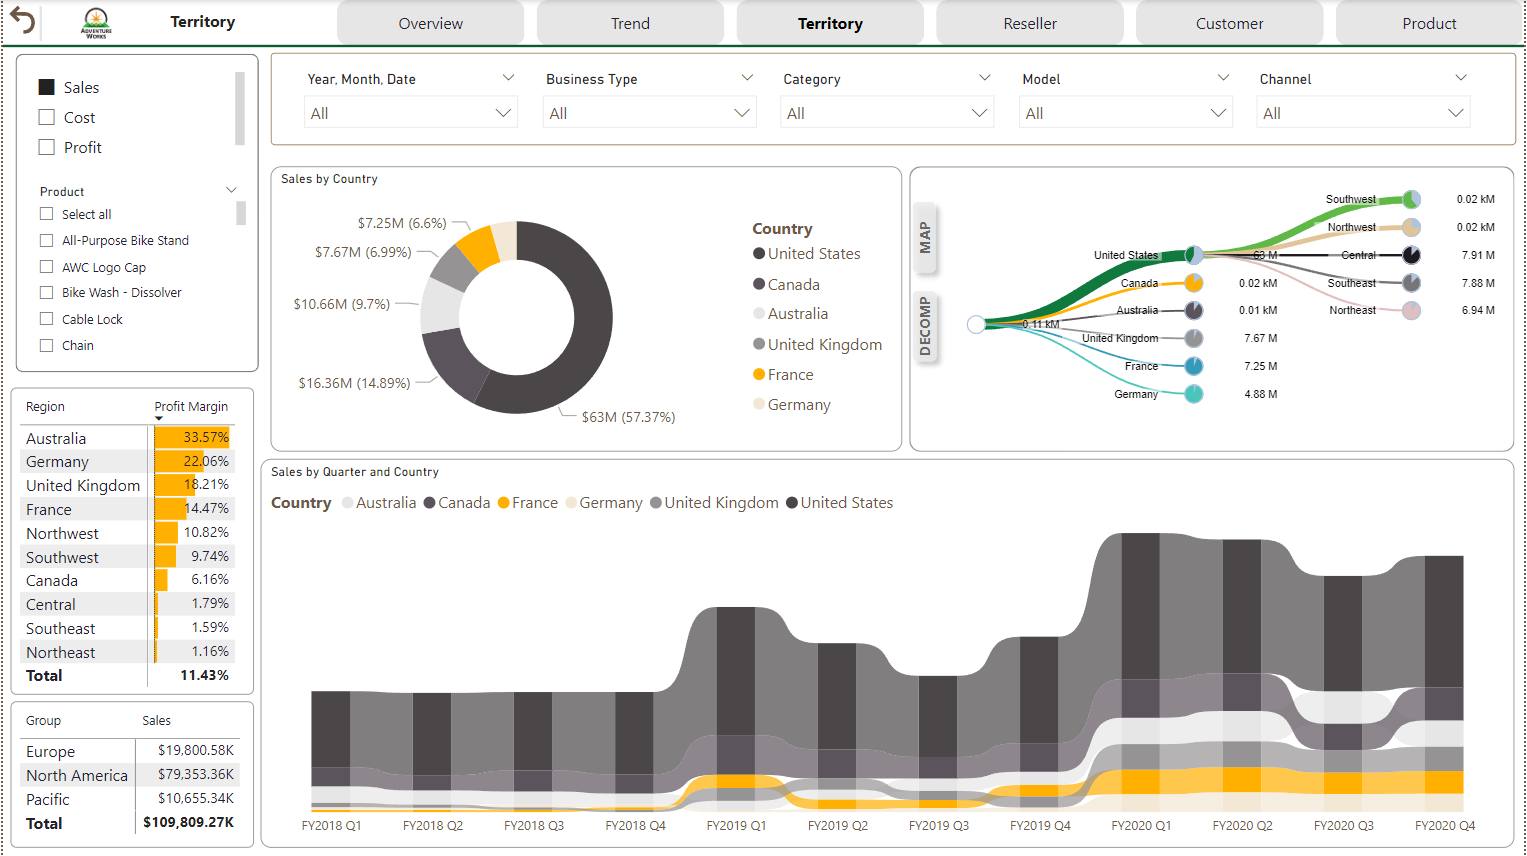 Territory
Overview
Trend
Territory
Reseller
Customer
Product
ADVENTURE
WORKS
Sales
Cost
Profit
Product
Select all
All-Purpose Bike Stand
AWC Logo Cap
Bike Wash - Dissolver
Cable Lock
Chain
Year, Month, Date
All
Business Type
All
Category
All
Model
All
Channel
All
Sales by Country
$7.25M (6.6%)
$7.67M (6.99%)
$10.66M (9.7%)
$16.36M (14.89%)
$63M (57.37%)
Country
United States
Canada
Australia
United Kingdom
France
Germany
MAP
DECOMP
0.11 kM
United States 63 M
Canada 0.02 kM
Australia 0.01 kM
United Kingdom 7.67 M
France 7.25 M
Germany 4.88 M
Southwest 0.02 kM
Northwest 0.02 kM
Central 7.91 M
Southeast 7.88 M
Northeast 6.94 M
Region Profit Margin
Australia 33.57%
Germany 22.06%
United Kingdom 18.21%
France 14.47%
Northwest 10.82%
Southwest 9.74%
Canada 6.16%
Central 1.79%
Southeast 1.59%
Northeast 1.16%
Total 11.43%
Group Sales
Europe $19,800.58K
North America $79,353.36K
Pacific $10,655.34K
Total $109,809.27K
Sales by Quarter and Country
Country Australia Canada France Germany United Kingdom United States
FY2018 Q1 FY2018 Q2 FY2018 Q3 FY2018 Q4 FY2019 Q1 FY2019 Q2 FY2019 Q3 FY2019 Q4 FY2020 Q1 FY2020 Q2 FY2020 Q3 FY2020 Q4